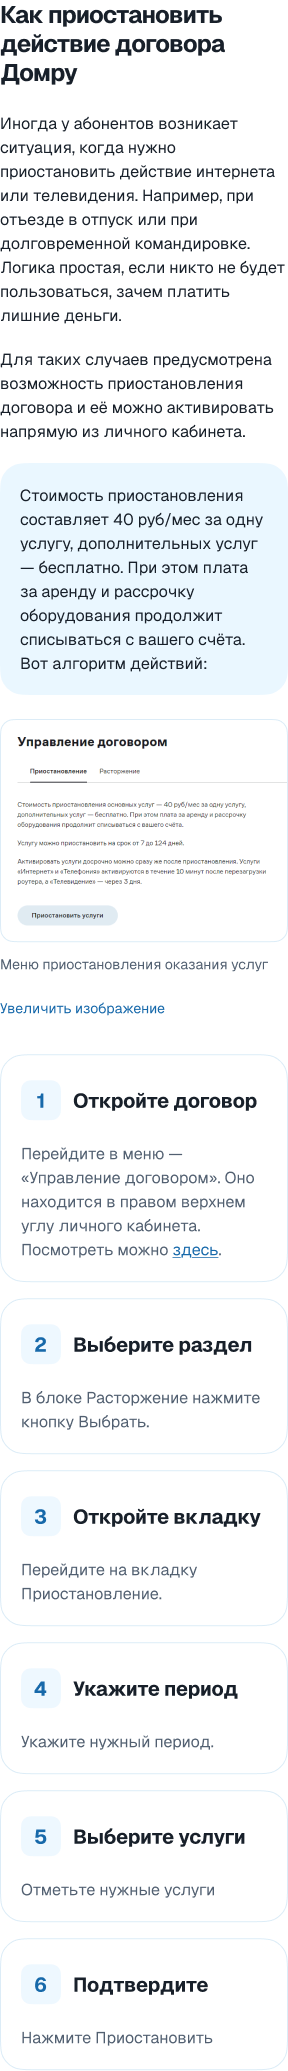 Как приостановить
действие договора
Домру
Иногда у абонентов возникает
ситуация, когда нужно
приостановить действие интернета
или телевидения. Например, при
отъезде в отпуск или при
долговременной командировке.
Логика простая, если никто не будет
пользоваться, зачем платить
лишние деньги.
Для таких случаев предусмотрена
возможность приостановления
договора и её можно активировать
напрямую из личного кабинета.
Стоимость приостановления
составляет 40 руб/мес за одну
услугу, дополнительных услуг
— бесплатно. При этом плата
за аренду и рассрочку
оборудования продолжит
списываться с вашего счёта.
Вот алгоритм действий:
Управление договором
Приостановление Расторжение
Стоимость приостановления основных услуг — 40 руб/мес за одну услугу,
дополнительных услуг — бесплатно. При этом плата за аренду и рассрочку
оборудования продолжит списываться с вашего счёта.
Услугу можно приостановить на срок от 7 до 124 дней.
Активировать услуги досрочно можно сразу же после приостановления. Услуги
«Интернет» и «Телефония» активируются в течение 10 минут после перезагрузки
роутера, а «Телевидение» — через 3 дня.
Приостановить услуги
Меню приостановления оказания услуг
Увеличить изображение
1 Откройте договор
Перейдите в меню —
«Управление договором». Оно
находится в правом верхнем
углу личного кабинета.
Посмотреть можно здесь.
2 Выберите раздел
В блоке Расторжение нажмите
кнопку Выбрать.
3 Откройте вкладку
Перейдите на вкладку
Приостановление.
4 Укажите период
Укажите нужный период.
5 Выберите услуги
Отметьте нужные услуги
6 Подтвердите
Нажмите Приостановить